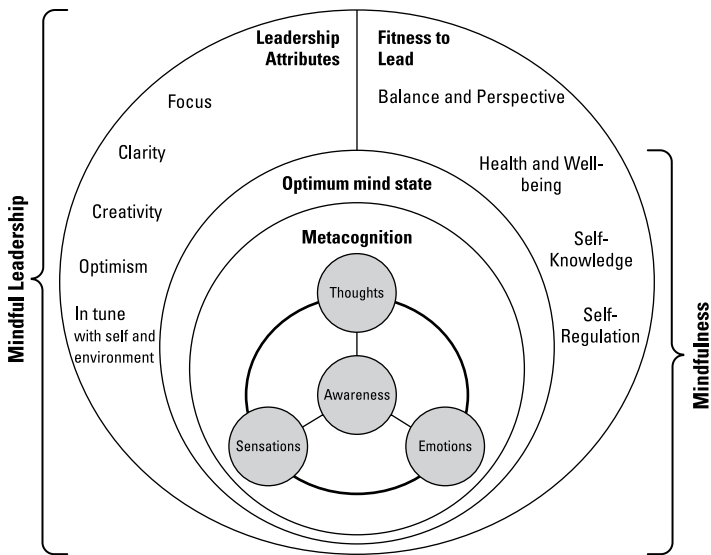 Leadership
Attributes
Fitness to
Lead
Focus
Clarity
Creativity
Optimism
In tune
with self and
environment
Balance and Perspective
Health and Well-
being
Self-
Knowledge
Self-
Regulation
Optimum mind state
Metacognition
Thoughts
Awareness
Sensations
Emotions
Mindful Leadership
Mindfulness